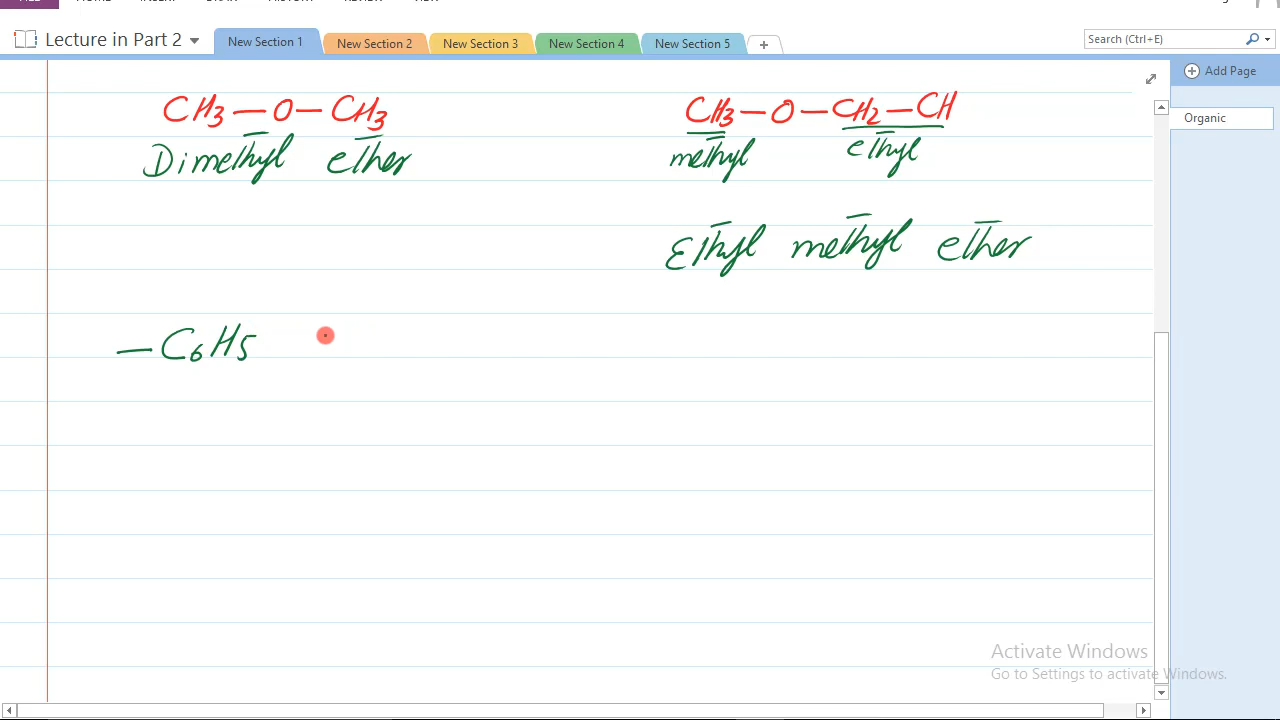 Lecture in Part 2
New Section 1
New Section 2
New Section 3
New Section 4
New Section 5
+
Search (Ctrl+E)
Add Page
Organic
CH3—O—CH3
Dimethyl ether
CH3—O—CH2—CH
methyl ethyl
Ethyl methyl ether
—C6H5
Activate Windows
Go to Settings to activate Windows.